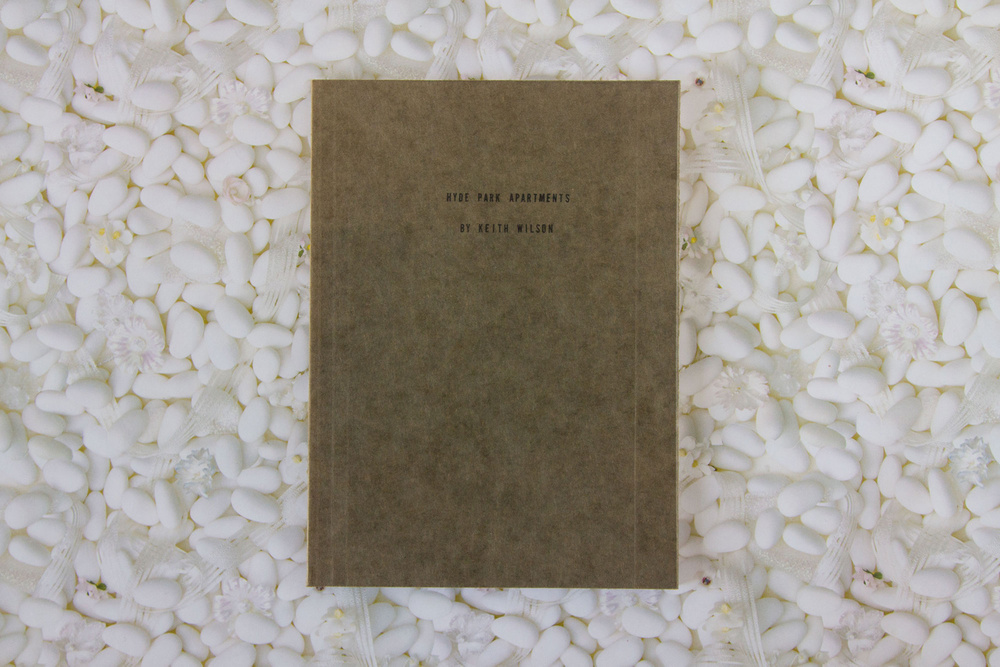 HYDE PARK APARTMENTS
BY KEITH WILSON